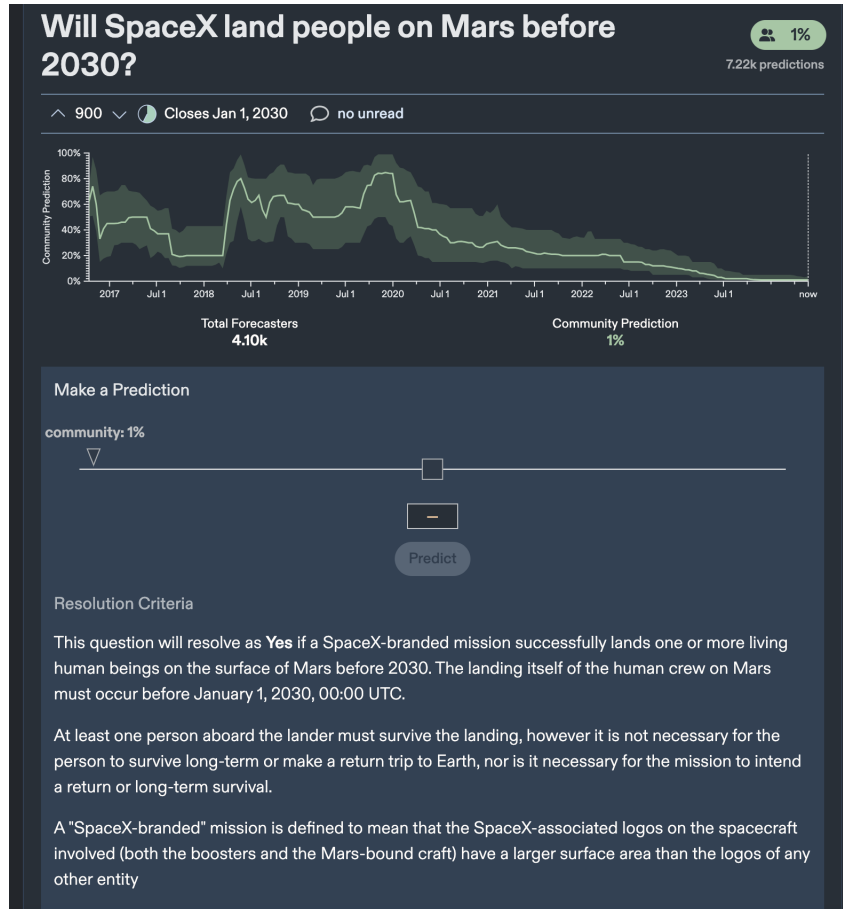 Will SpaceX land people on Mars before
2030?
1%
7.22k predictions
900
Closes Jan 1, 2030
no unread
Community Prediction
100%
80%
60%
40%
20%
0%
2017 Jul 1 2018 Jul 1 2019 Jul 1 2020 Jul 1 2021 Jul 1 2022 Jul 1 2023 Jul 1 now
Total Forecasters
4.10k
Community Prediction
1%
Make a Prediction
community: 1%
—
Predict
Resolution Criteria
This question will resolve as Yes if a SpaceX-branded mission successfully lands one or more living
human beings on the surface of Mars before 2030. The landing itself of the human crew on Mars
must occur before January 1, 2030, 00:00 UTC.
At least one person aboard the lander must survive the landing, however it is not necessary for the
person to survive long-term or make a return trip to Earth, nor is it necessary for the mission to intend
a return or long-term survival.
A "SpaceX-branded" mission is defined to mean that the SpaceX-associated logos on the spacecraft
involved (both the boosters and the Mars-bound craft) have a larger surface area than the logos of any
other entity